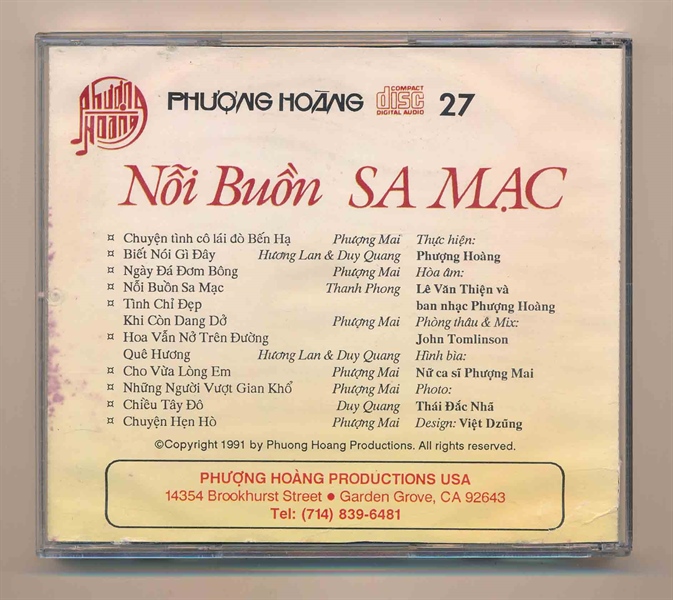 Phượng Hoàng
PHƯỢNG HOÀNG COMPACT disc DIGITAL AUDIO 27
Nỗi Buồn SA MẠC
¤ Chuyện tình cô lái đò Bến Hạ Phượng Mai Thực hiện:
¤ Biết Nói Gì Đây Hương Lan & Duy Quang Phượng Hoàng
¤ Ngày Đá Đơm Bông Phượng Mai Hòa âm:
¤ Nỗi Buồn Sa Mạc Thanh Phong Lê Văn Thiện và
¤ Tình Chỉ Đẹp ban nhạc Phượng Hoàng
Khi Còn Dang Dở Phượng Mai Phòng thâu & Mix:
¤ Hoa Vẫn Nở Trên Đường John Tomlinson
Quê Hương Hương Lan & Duy Quang Hình bìa:
¤ Cho Vừa Lòng Em Phượng Mai Nữ ca sĩ Phượng Mai
¤ Những Người Vượt Gian Khổ Phượng Mai Photo:
¤ Chiều Tây Đô Duy Quang Thái Đắc Nhã
¤ Chuyện Hẹn Hò Phượng Mai Design: Việt Dzũng
©Copyright 1991 by Phuong Hoang Productions. All rights reserved.
PHƯỢNG HOÀNG PRODUCTIONS USA
14354 Brookhurst Street ● Garden Grove, CA 92643
Tel: (714) 839-6481